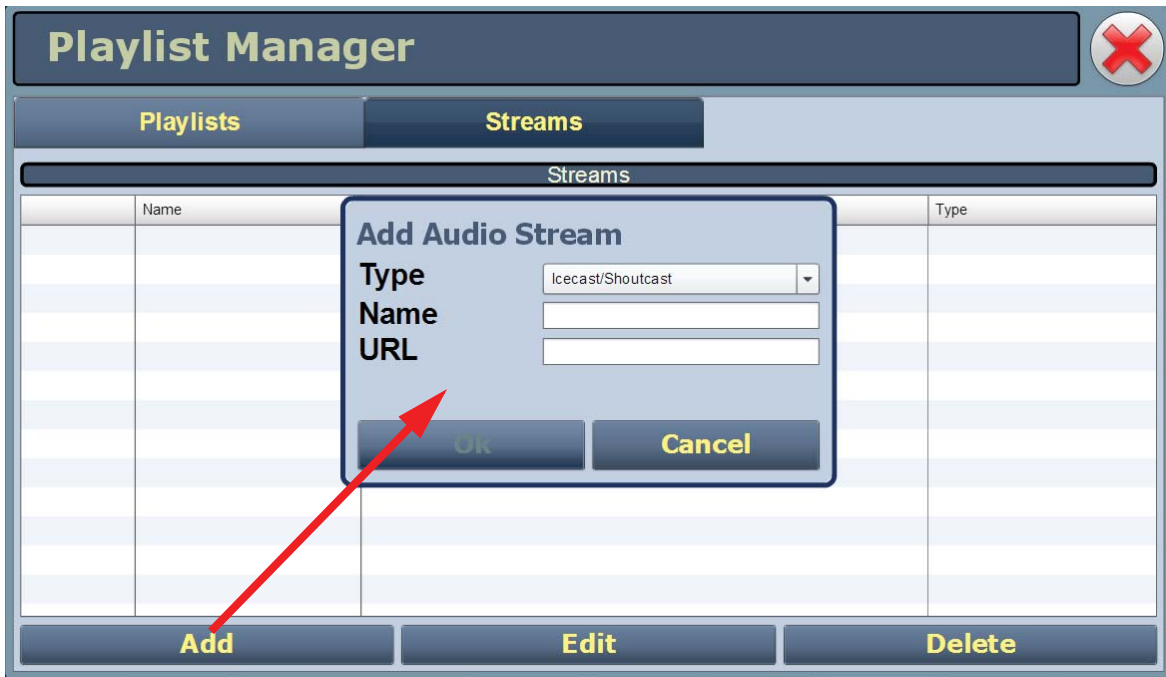 Playlist Manager
Playlists Streams
Streams
Name Type
Add Audio Stream
Type Icecast/Shoutcast
Name
URL
Ok Cancel
Add Edit Delete